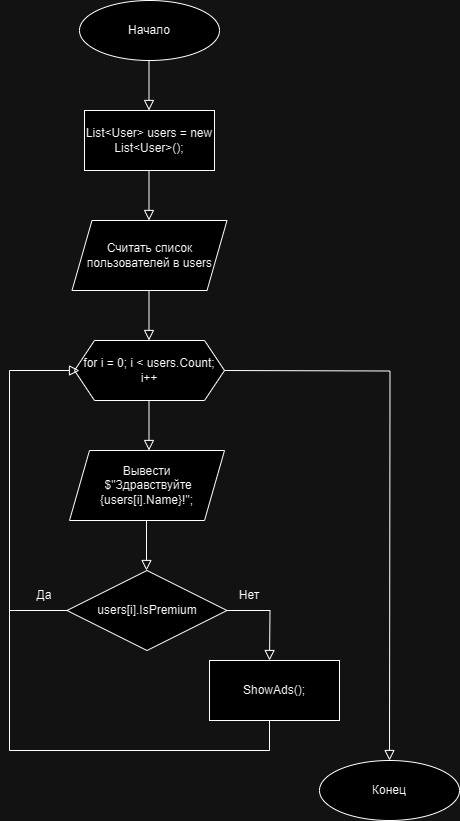 Начало
List<User> users = new
List<User>();
Считать список
пользователей в users
for i = 0; i < users.Count;
i++
Вывести
$"Здравствуйте
{users[i].Name}!";
Да
users[i].IsPremium
Нет
ShowAds();
Конец